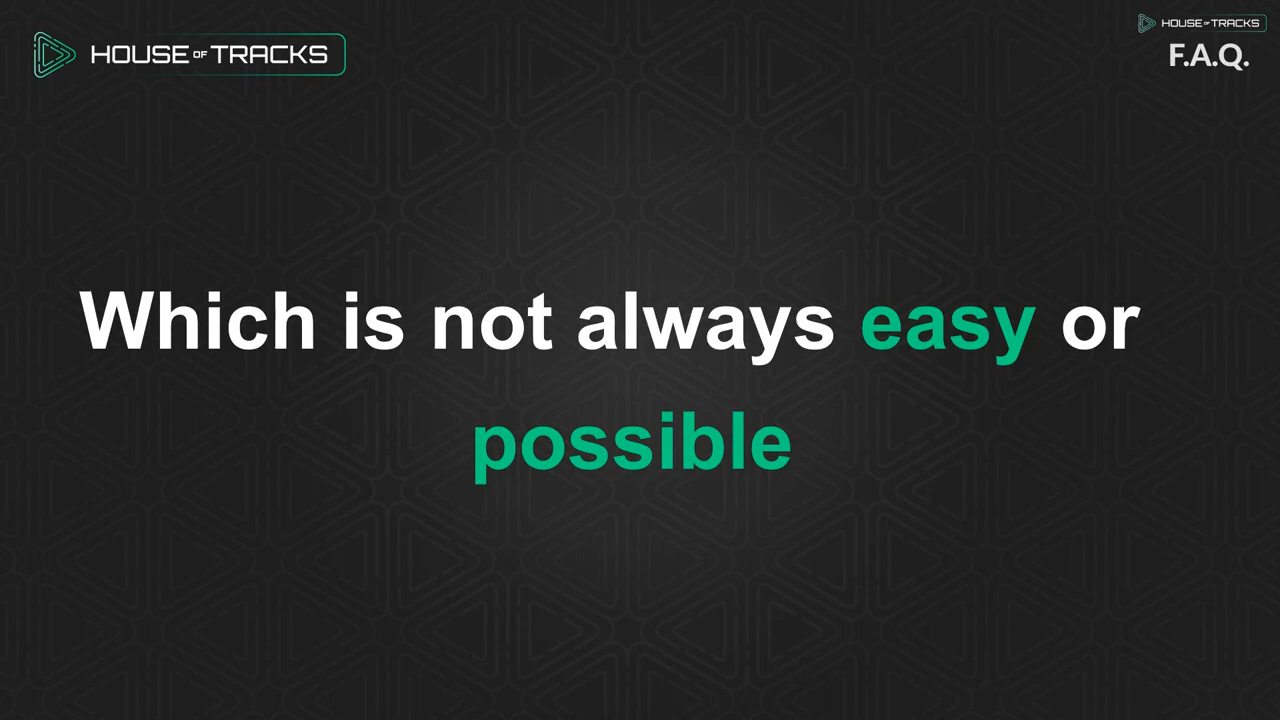 HOUSE OF TRACKS
HOUSE OF TRACKS
F.A.Q.
Which is not always easy or
possible